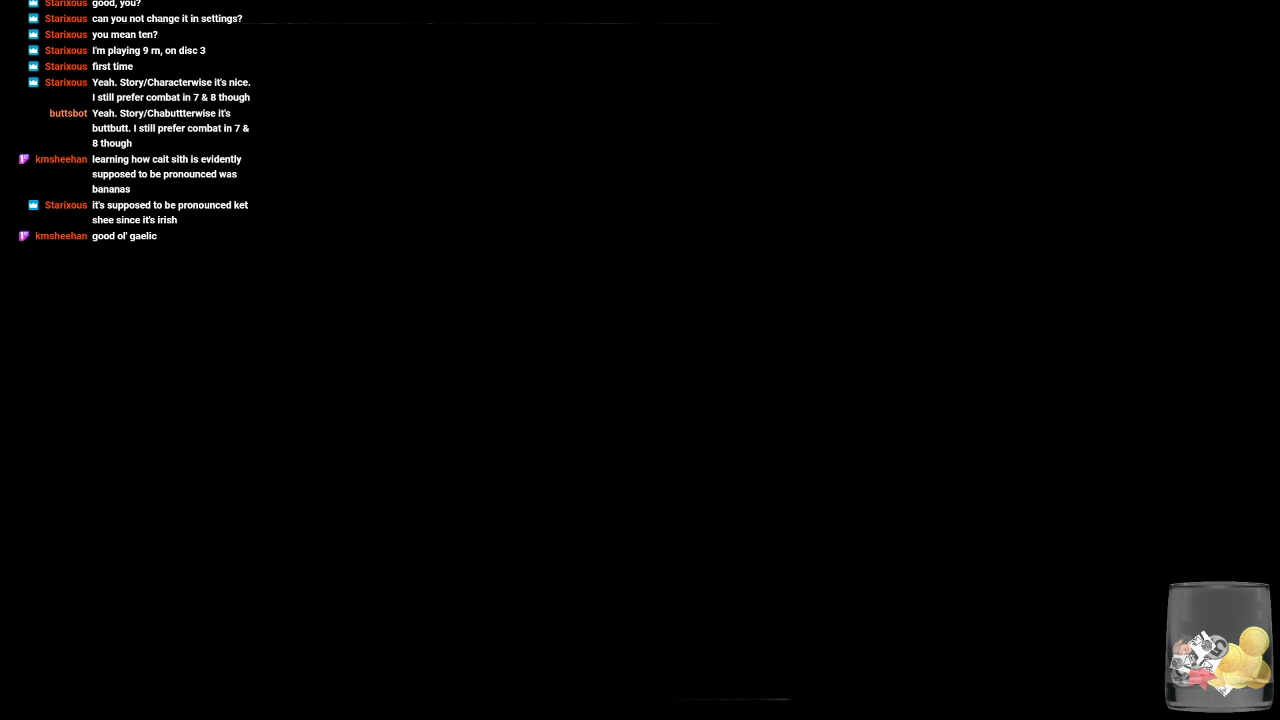 Starixous good, you?
Starixous can you not change it in settings?
Starixous you mean ten?
Starixous I'm playing 9 rn, on disc 3
Starixous first time
Starixous Yeah. Story/Characterwise it's nice.
I still prefer combat in 7 & 8 though
buttsbot Yeah. Story/Chabuttterwise it's
buttbutt. I still prefer combat in 7 &
8 though
kmsheehan learning how cait sith is evidently
supposed to be pronounced was
bananas
Starixous it's supposed to be pronounced ket
shee since it's irish
kmsheehan good ol' gaelic